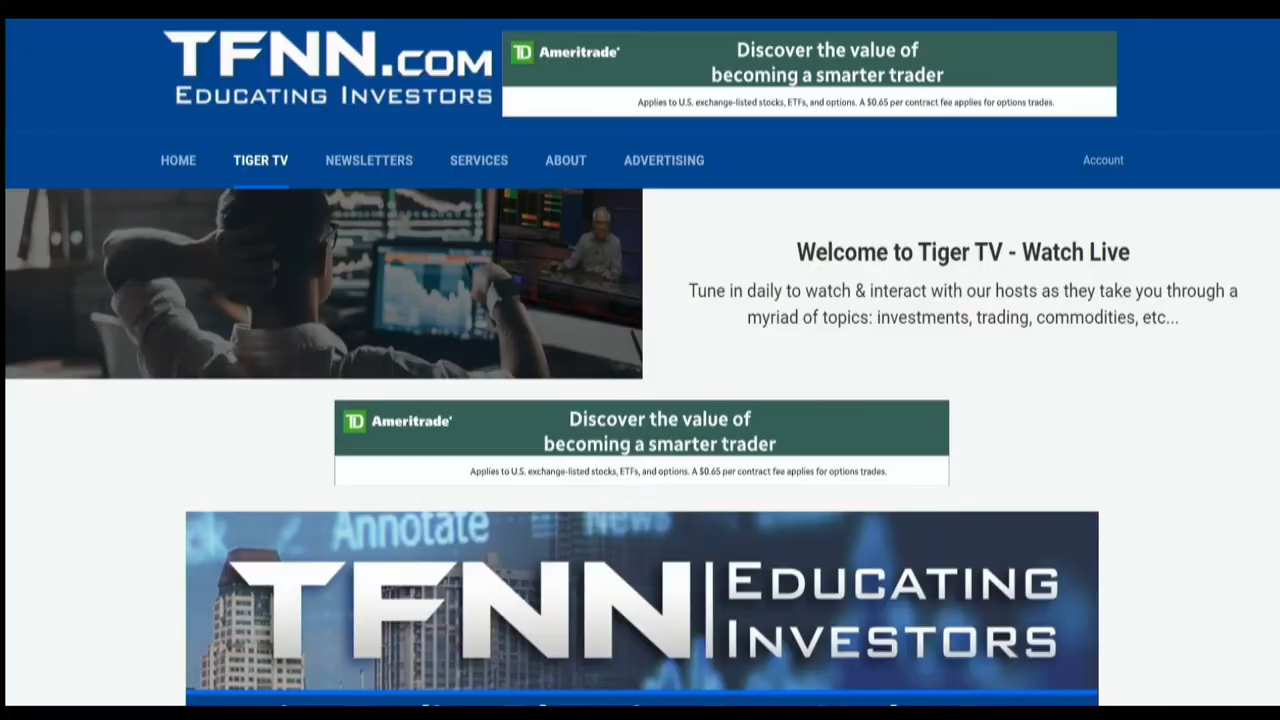 TFNN.COM
EDUCATING INVESTORS
TD Ameritrade
Discover the value of
becoming a smarter trader
Applies to U.S. exchange-listed stocks, ETFs, and options. A $0.65 per contract fee applies for options trades.
HOME TIGER TV NEWSLETTERS SERVICES ABOUT ADVERTISING Account
Welcome to Tiger TV - Watch Live
Tune in daily to watch & interact with our hosts as they take you through a
myriad of topics: investments, trading, commodities, etc...
TD Ameritrade
Discover the value of
becoming a smarter trader
Applies to U.S. exchange-listed stocks, ETFs, and options. A $0.65 per contract fee applies for options trades.
Annotate News
TFNN
EDUCATING
INVESTORS